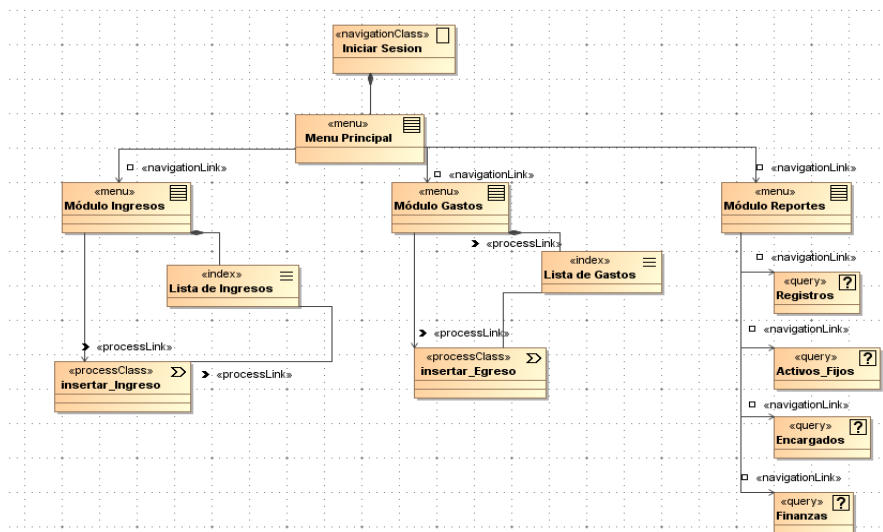 «navigationClass»
Iniciar Sesion
«menu»
Menu Principal
«navigationLink»
«navigationLink»
«navigationLink»
«menu»
Módulo Ingresos
«menu»
Módulo Gastos
«menu»
Módulo Reportes
«processLink»
«index»
Lista de Ingresos
«index»
Lista de Gastos
«navigationLink»
«query»
Registros
«processLink»
«processLink»
«navigationLink»
«processClass»
insertar_Ingreso
«processLink»
«processClass»
insertar_Egreso
«query»
Activos_Fijos
«navigationLink»
«query»
Encargados
«navigationLink»
«query»
Finanzas